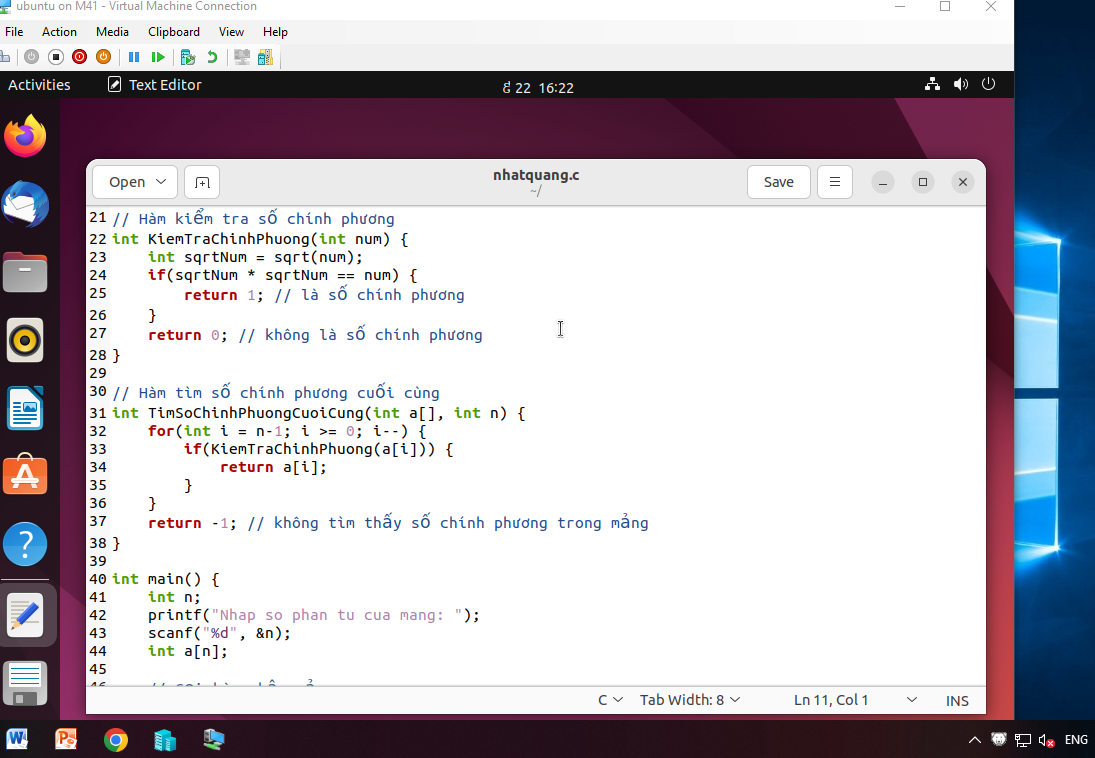 ubuntu on M41 - Virtual Machine Connection
File Action Media Clipboard View Help
Activities Text Editor 22 16:22
Open nhatquang.c Save
~/
21 // Hàm kiểm tra số chính phương
22 int KiemTraChinhPhuong(int num) {
23     int sqrtNum = sqrt(num);
24     if(sqrtNum * sqrtNum == num) {
25         return 1; // là số chính phương
26     }
27     return 0; // không là số chính phương
28 }
29
30 // Hàm tìm số chính phương cuối cùng
31 int TimSoChinhPhuongCuoiCung(int a[], int n) {
32     for(int i = n-1; i >= 0; i--) {
33         if(KiemTraChinhPhuong(a[i])) {
34             return a[i];
35         }
36     }
37     return -1; // không tìm thấy số chính phương trong mảng
38 }
39
40 int main() {
41     int n;
42     printf("Nhap so phan tu cua mang: ");
43     scanf("%d", &n);
44     int a[n];
45
C Tab Width: 8 Ln 11, Col 1 INS
ENG